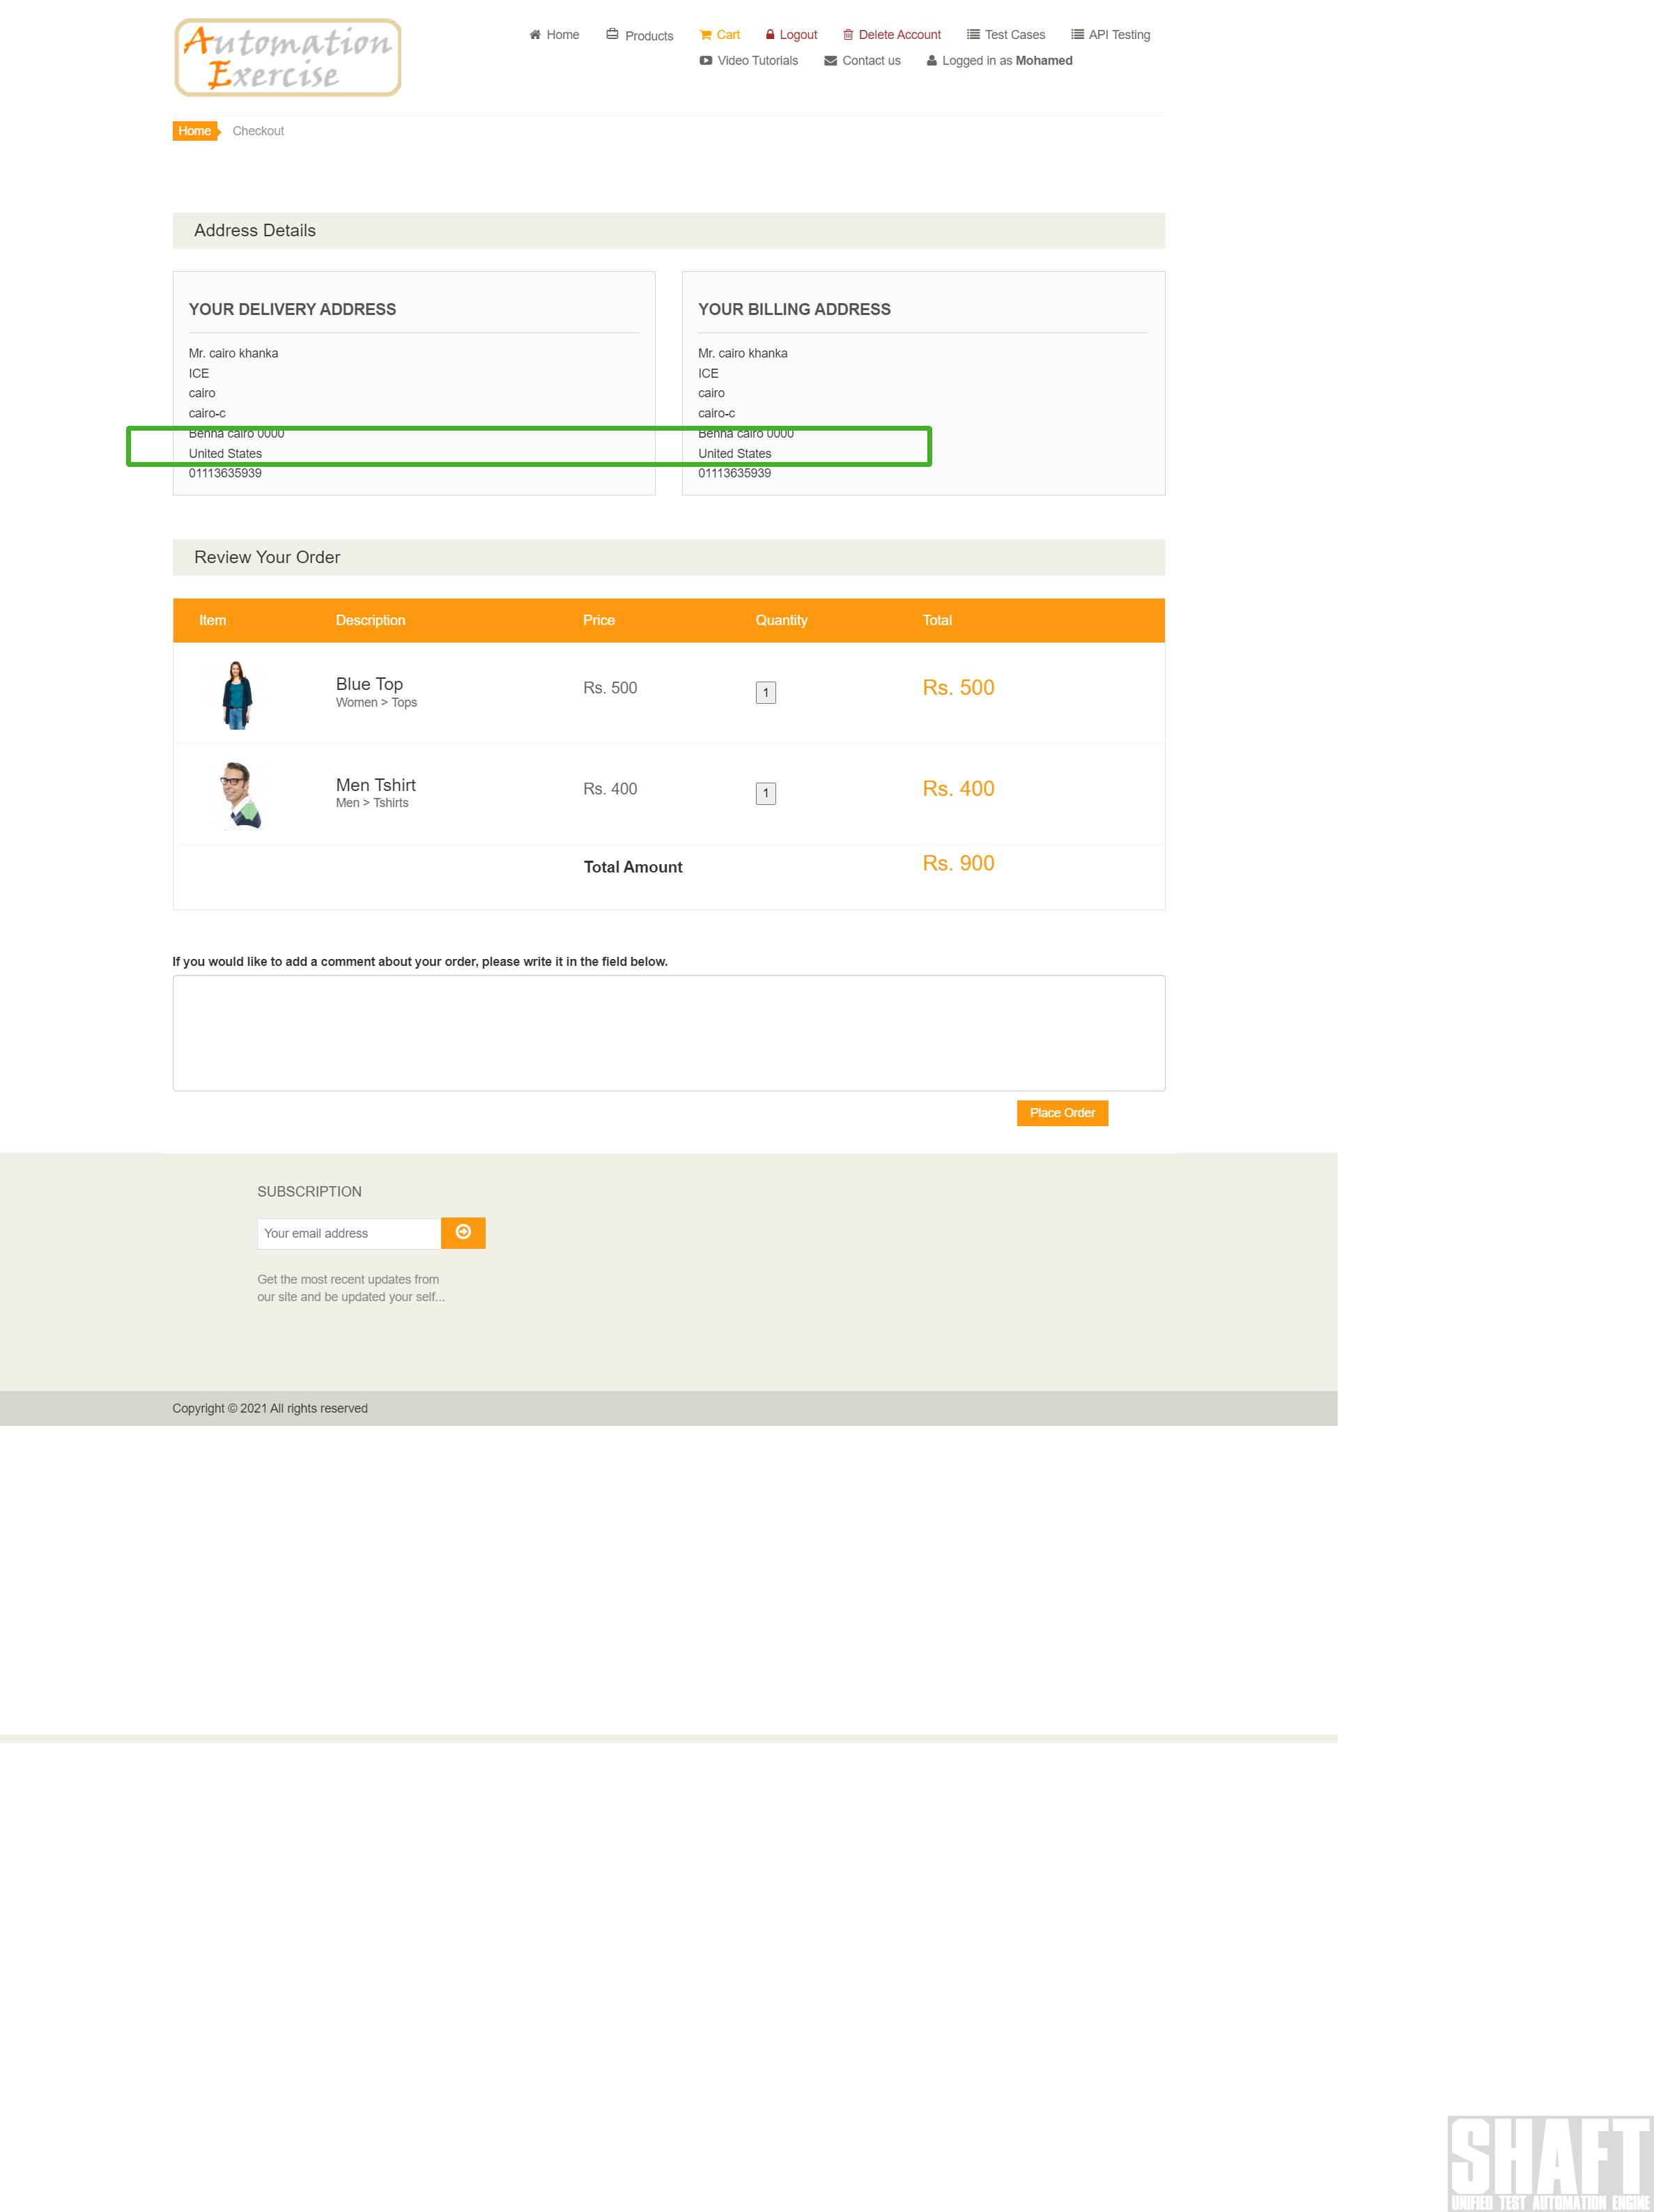 Automation
Exercise
Home
Products
Cart
Logout
Delete Account
Test Cases
API Testing
Video Tutorials
Contact us
Logged in as Mohamed
Home
Checkout
Address Details
YOUR DELIVERY ADDRESS
Mr. cairo khanka
ICE
cairo
cairo-c
Benha cairo 0000
United States
01113635939
YOUR BILLING ADDRESS
Mr. cairo khanka
ICE
cairo
cairo-c
Benha cairo 0000
United States
01113635939
Review Your Order
Item Description Price Quantity Total
Blue Top
Women > Tops
Rs. 500
1
Rs. 500
Men Tshirt
Men > Tshirts
Rs. 400
1
Rs. 400
Total Amount
Rs. 900
If you would like to add a comment about your order, please write it in the field below.
Place Order
SUBSCRIPTION
Your email address
Get the most recent updates from
our site and be updated your self...
Copyright © 2021 All rights reserved
SHAFT
UNIFIED TEST AUTOMATION ENGINE